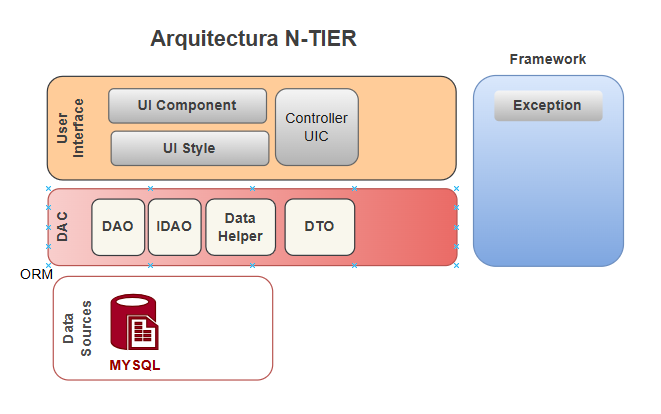 Arquitectura N-TIER
Framework
User
Interface
UI Component
UI Style
Controller
UIC
Exception
DAC
DAO
IDAO
Data
Helper
DTO
ORM
Data
Sources
MYSQL